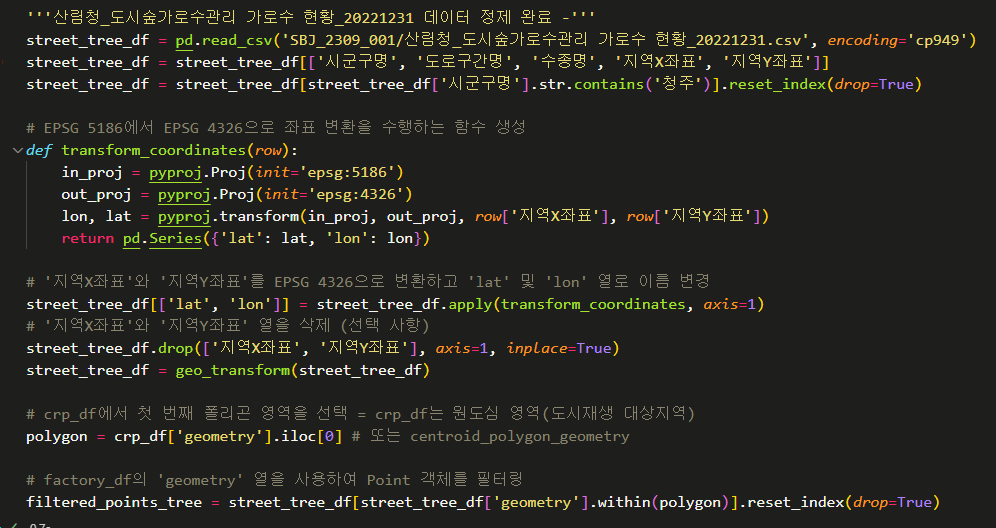 '''산림청_도시숲가로수관리 가로수 현황_20221231 데이터 정제 완료 -'''
street_tree_df = pd.read_csv('SBJ_2309_001/산림청_도시숲가로수관리 가로수 현황_20221231.csv', encoding='cp949')
street_tree_df = street_tree_df[['시군구명', '도로구간명', '수종명', '지역X좌표', '지역Y좌표']]
street_tree_df = street_tree_df[street_tree_df['시군구명'].str.contains('청주')].reset_index(drop=True)
# EPSG 5186에서 EPSG 4326으로 좌표 변환을 수행하는 함수 생성
def transform_coordinates(row):
in_proj = pyproj.Proj(init='epsg:5186')
out_proj = pyproj.Proj(init='epsg:4326')
lon, lat = pyproj.transform(in_proj, out_proj, row['지역X좌표'], row['지역Y좌표'])
return pd.Series({'lat': lat, 'lon': lon})
# '지역X좌표'와 '지역Y좌표'를 EPSG 4326으로 변환하고 'lat' 및 'lon' 열로 이름 변경
street_tree_df[['lat', 'lon']] = street_tree_df.apply(transform_coordinates, axis=1)
# '지역X좌표'와 '지역Y좌표' 열을 삭제 (선택 사항)
street_tree_df.drop(['지역X좌표', '지역Y좌표'], axis=1, inplace=True)
street_tree_df = geo_transform(street_tree_df)
# crp_df에서 첫 번째 폴리곤 영역을 선택 = crp_df는 원도심 영역(도시재생 대상지역)
polygon = crp_df['geometry'].iloc[0] # 또는 centroid_polygon_geometry
# factory_df의 'geometry' 열을 사용하여 Point 객체를 필터링
filtered_points_tree = street_tree_df[street_tree_df['geometry'].within(polygon)].reset_index(drop=True)